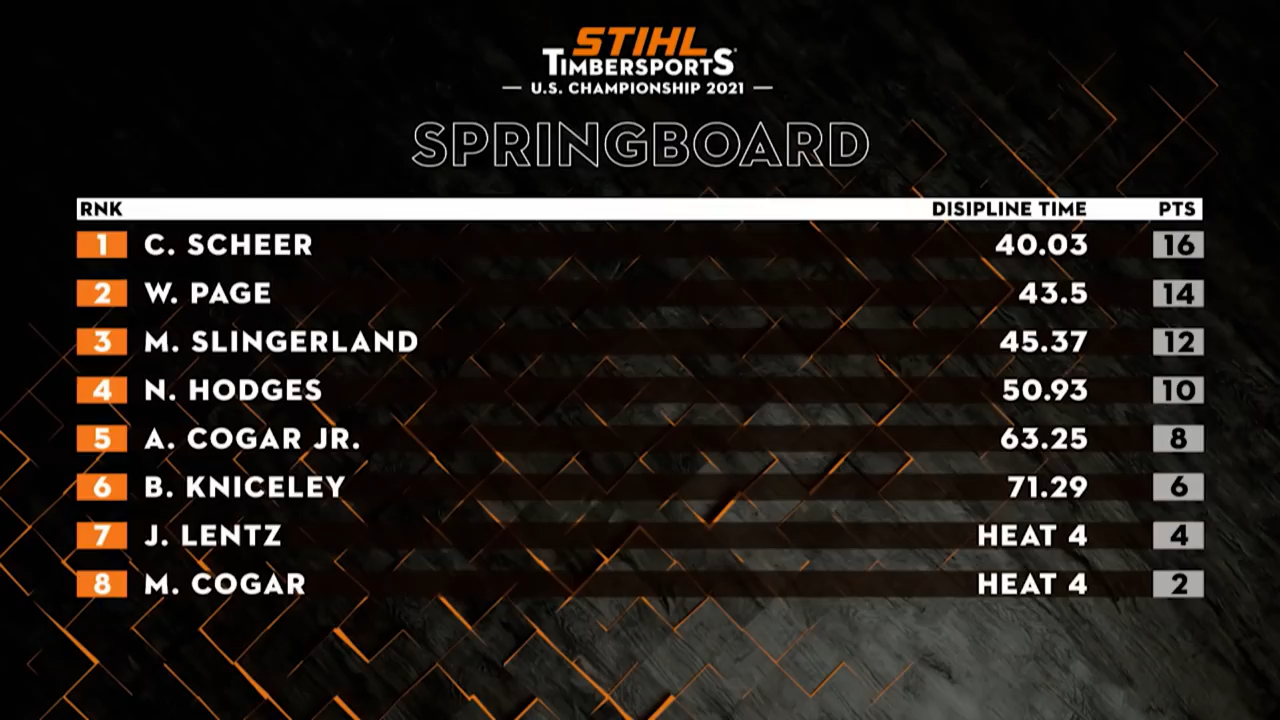 STIHL
TIMBERSPORTS
U.S. CHAMPIONSHIP 2021
SPRINGBOARD
RNK DISIPLINE TIME PTS
1 C. SCHEER 40.03 16
2 W. PAGE 43.5 14
3 M. SLINGERLAND 45.37 12
4 N. HODGES 50.93 10
5 A. COGAR JR. 63.25 8
6 B. KNICELEY 71.29 6
7 J. LENTZ HEAT 4 4
8 M. COGAR HEAT 4 2